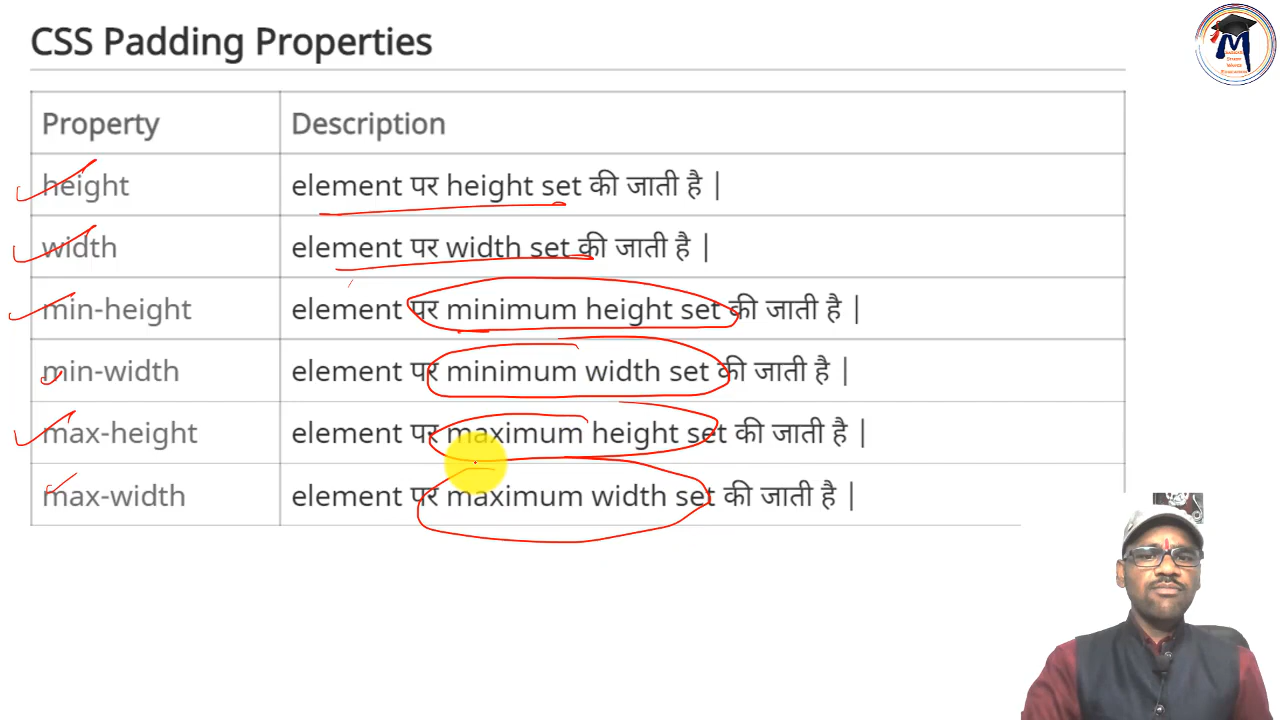 CSS Padding Properties
Property Description
height element पर height set की जाती है |
width element पर width set की जाती है |
min-height element पर minimum height set की जाती है |
min-width element पर minimum width set की जाती है |
max-height element पर maximum height set की जाती है |
max-width element पर maximum width set की जाती है |
M